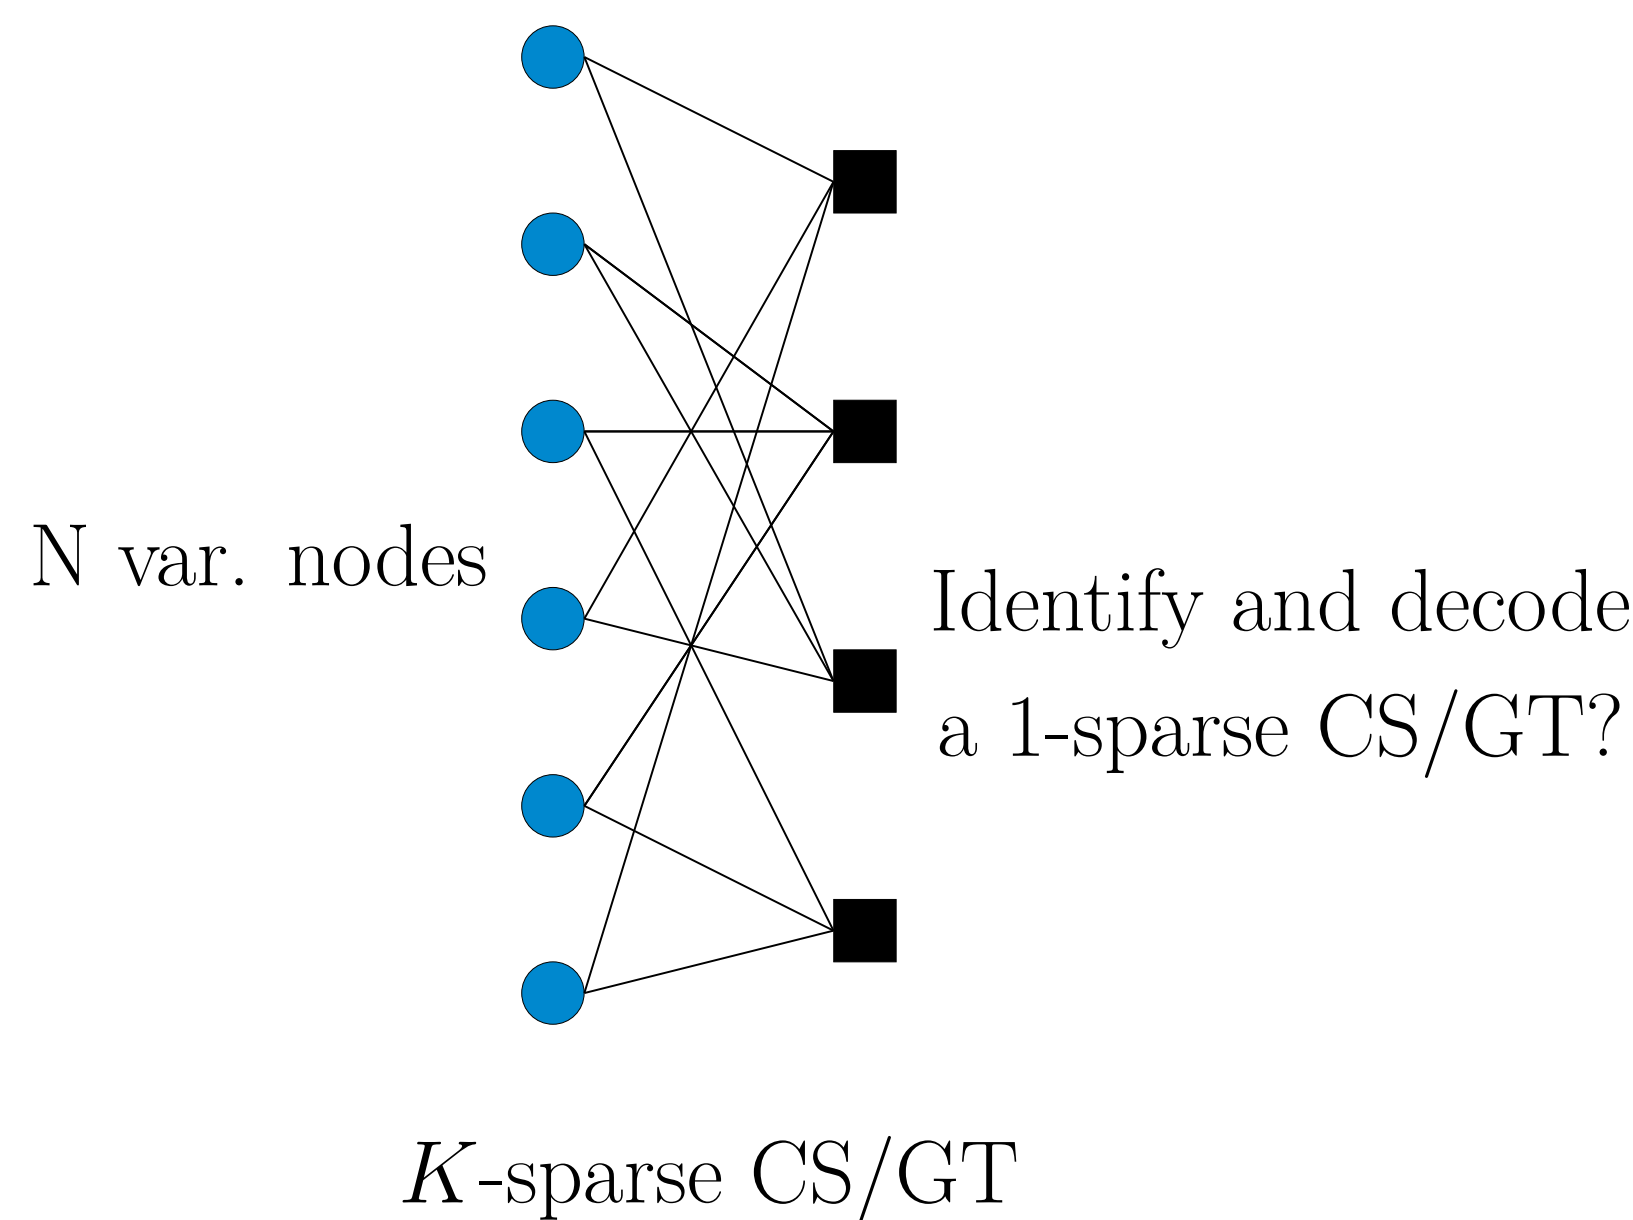 N var. nodes
Identify and decode
a 1-sparse CS/GT?
K-sparse CS/GT